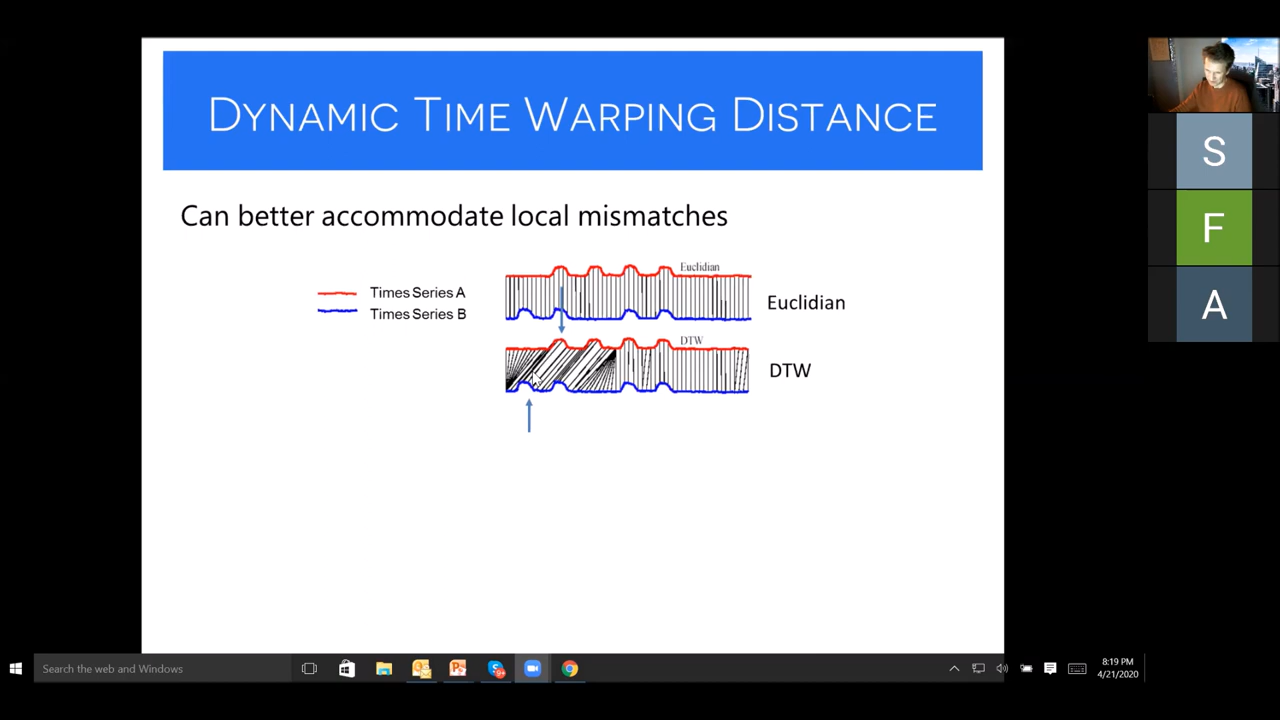 DYNAMIC TIME WARPING DISTANCE
Can better accommodate local mismatches
Times Series A
Times Series B
Euclidian
Euclidian
DTW
DTW
S
F
A
Search the web and Windows
8:19 PM
4/21/2020